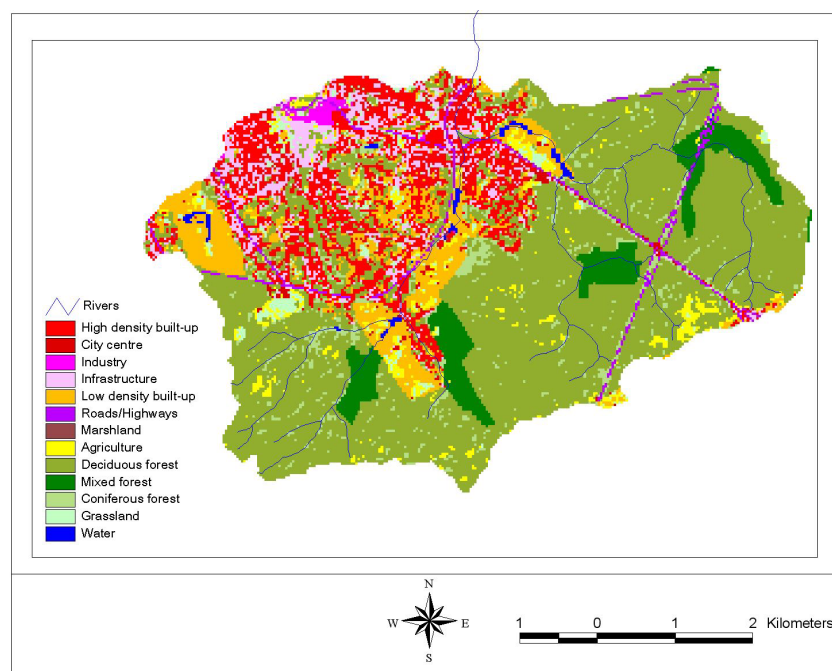 Rivers
High density built-up
City centre
Industry
Infrastructure
Low density built-up
Roads/Highways
Marshland
Agriculture
Deciduous forest
Mixed forest
Coniferous forest
Grassland
Water
N
W E
S
1 0 1 2 Kilometers